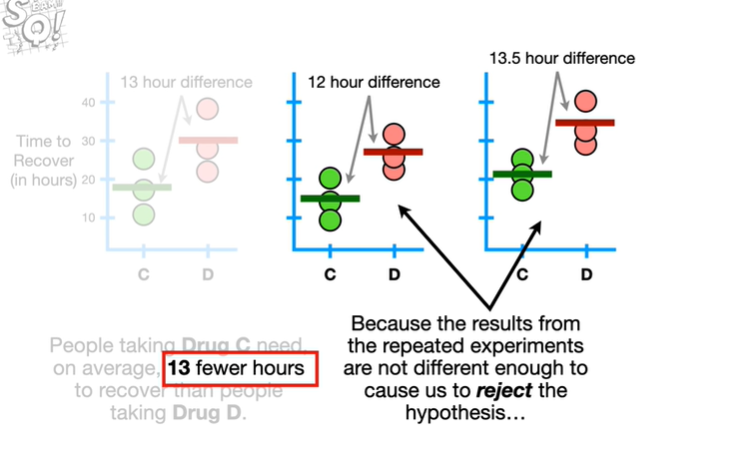 STEAM!!
Q!
13.5 hour difference
13 hour difference
12 hour difference
40
30
20
10
Time to
Recover
(in hours)
C D
C D
C D
People taking Drug C need,
on average, 13 fewer hours
to recover than people
taking Drug D.
Because the results from
the repeated experiments
are not different enough to
cause us to reject the
hypothesis...